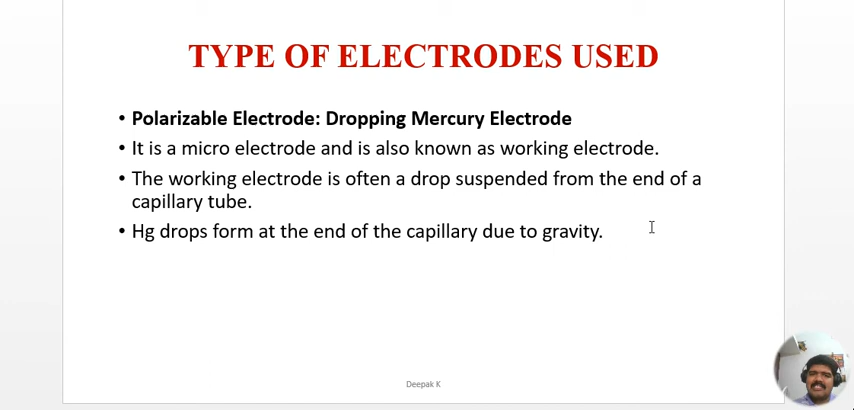 TYPE OF ELECTRODES USED
• Polarizable Electrode: Dropping Mercury Electrode
• It is a micro electrode and is also known as working electrode.
• The working electrode is often a drop suspended from the end of a
capillary tube.
• Hg drops form at the end of the capillary due to gravity.
Deepak K